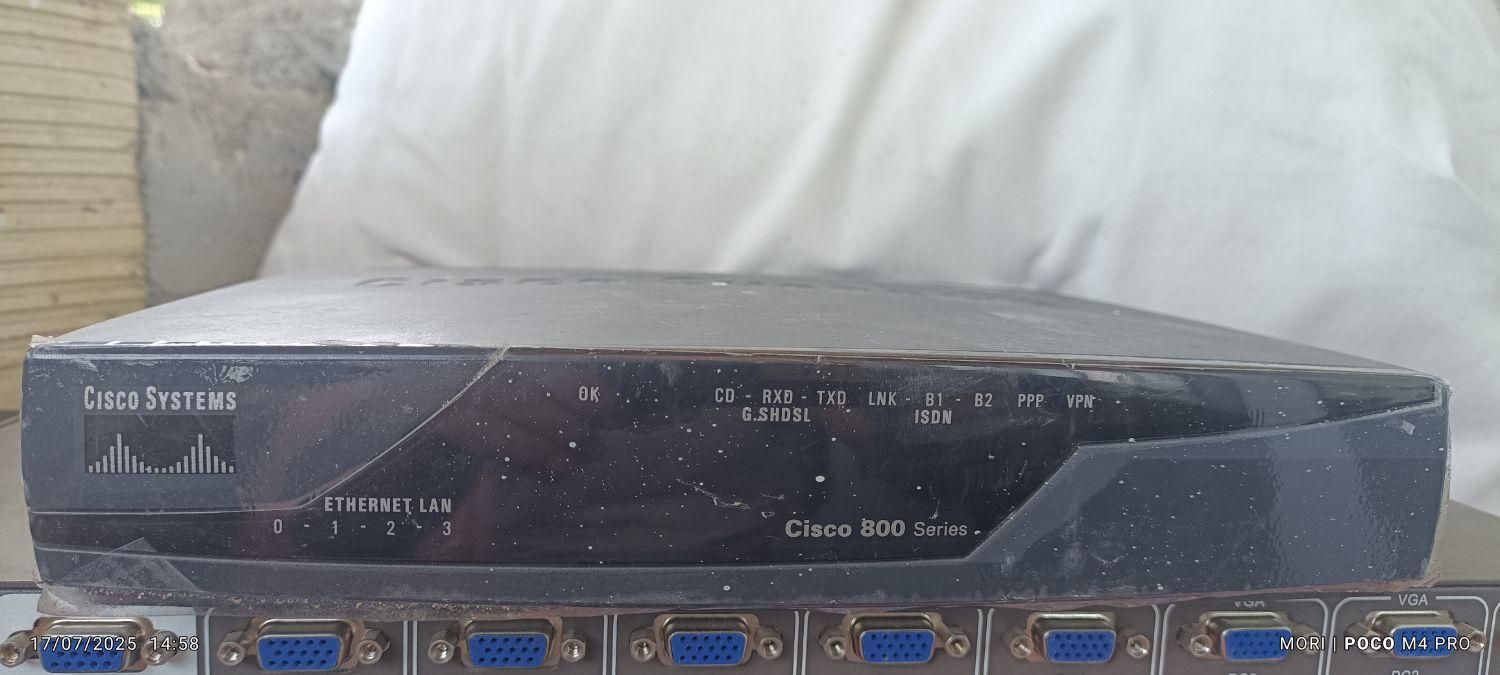 CISCO SYSTEMS
OK
CD - RXD - TXD LNK - B1 - B2 PPP VPN
G.SHDSL ISDN
ETHERNET LAN
0 - 1 - 2 - 3
Cisco 800 Series
VGA VGA
17/07/2025 14:58
MORI | POCO M4 PRO